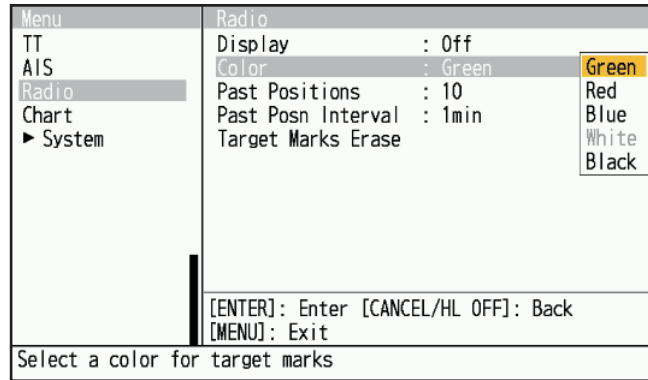 Menu
TT
AIS
Radio
Chart
► System
Radio
Display : Off
Color : Green
Past Positions : 10
Past Posn Interval : 1min
Target Marks Erase
Green
Red
Blue
White
Black
[ENTER]: Enter [CANCEL/HL OFF]: Back
[MENU]: Exit
Select a color for target marks